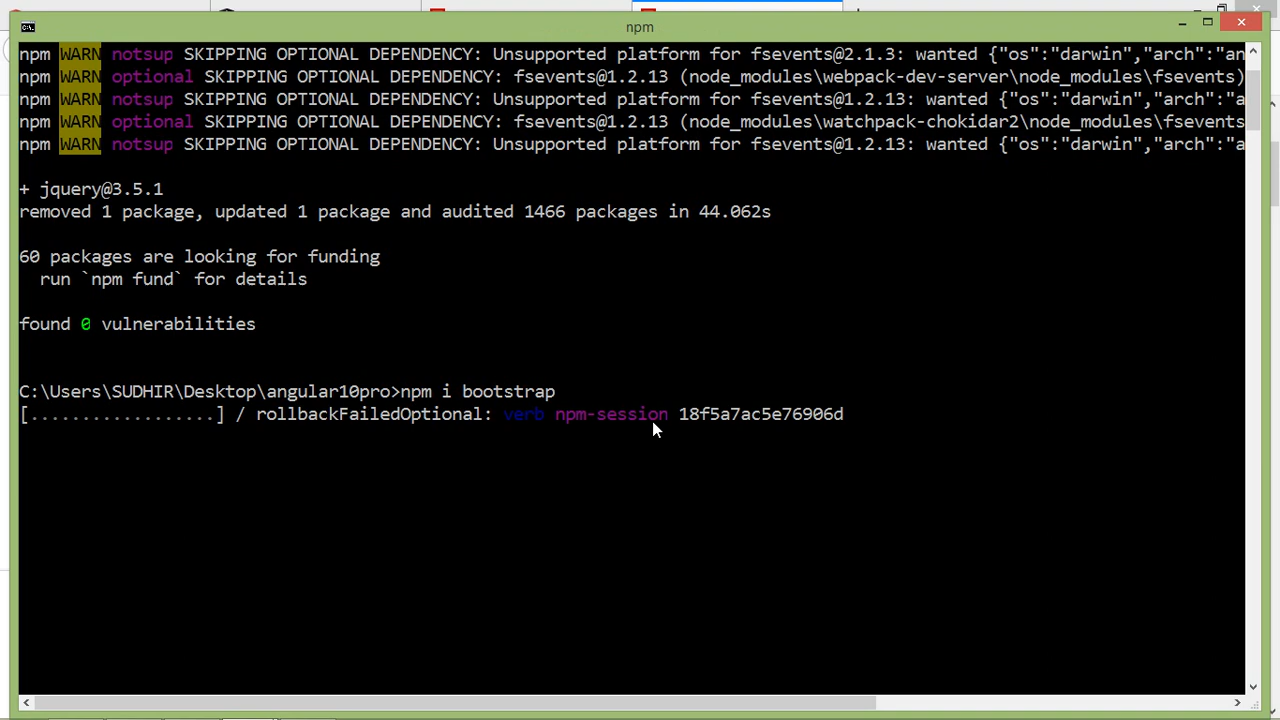 npm
npm WARN notsup SKIPPING OPTIONAL DEPENDENCY: Unsupported platform for fsevents@2.1.3: wanted {"os":"darwin","arch":"an
npm WARN optional SKIPPING OPTIONAL DEPENDENCY: fsevents@1.2.13 (node_modules\webpack-dev-server\node_modules\fsevents)
npm WARN notsup SKIPPING OPTIONAL DEPENDENCY: Unsupported platform for fsevents@1.2.13: wanted {"os":"darwin","arch":"a
npm WARN optional SKIPPING OPTIONAL DEPENDENCY: fsevents@1.2.13 (node_modules\watchpack-chokidar2\node_modules\fsevents
npm WARN notsup SKIPPING OPTIONAL DEPENDENCY: Unsupported platform for fsevents@1.2.13: wanted {"os":"darwin","arch":"a
+ jquery@3.5.1
removed 1 package, updated 1 package and audited 1466 packages in 44.062s
60 packages are looking for funding
run `npm fund` for details
found 0 vulnerabilities
C:\Users\SUDHIR\Desktop\angular10pro>npm i bootstrap
[..................] / rollbackFailedOptional: verb npm-session 18f5a7ac5e76906d